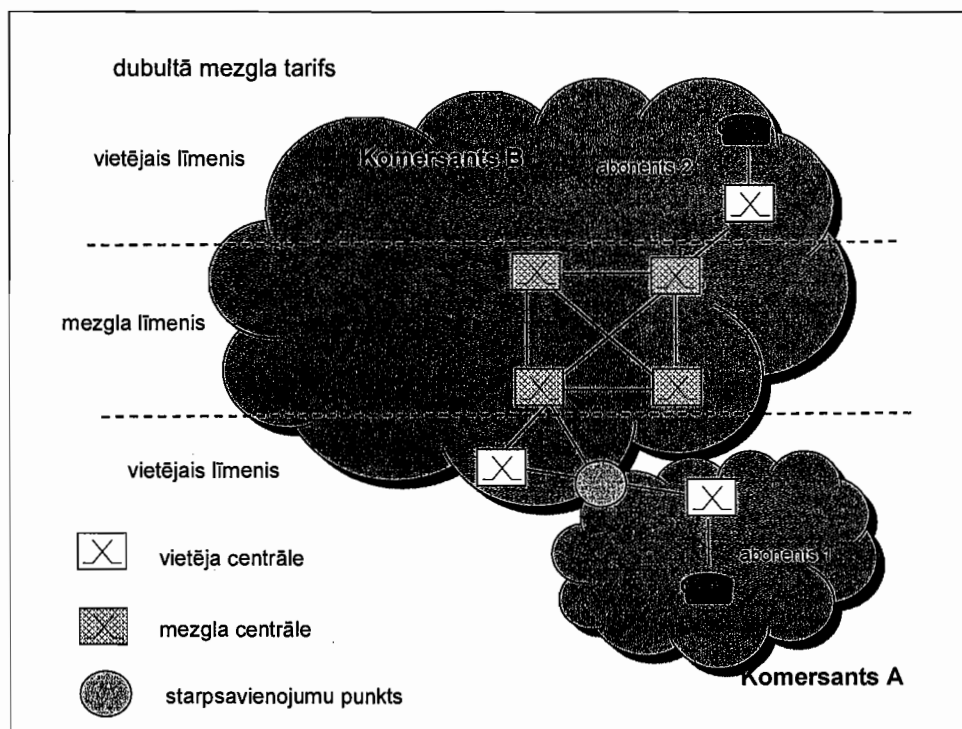 dubultā mezgla tarifs
vietējais līmenis
Komersants B
abonents 2
mezgla līmenis
vietējais līmenis
abonents 1
vietēja centrāle
mezgla centrāle
starpsavienojumu punkts
Komersants A